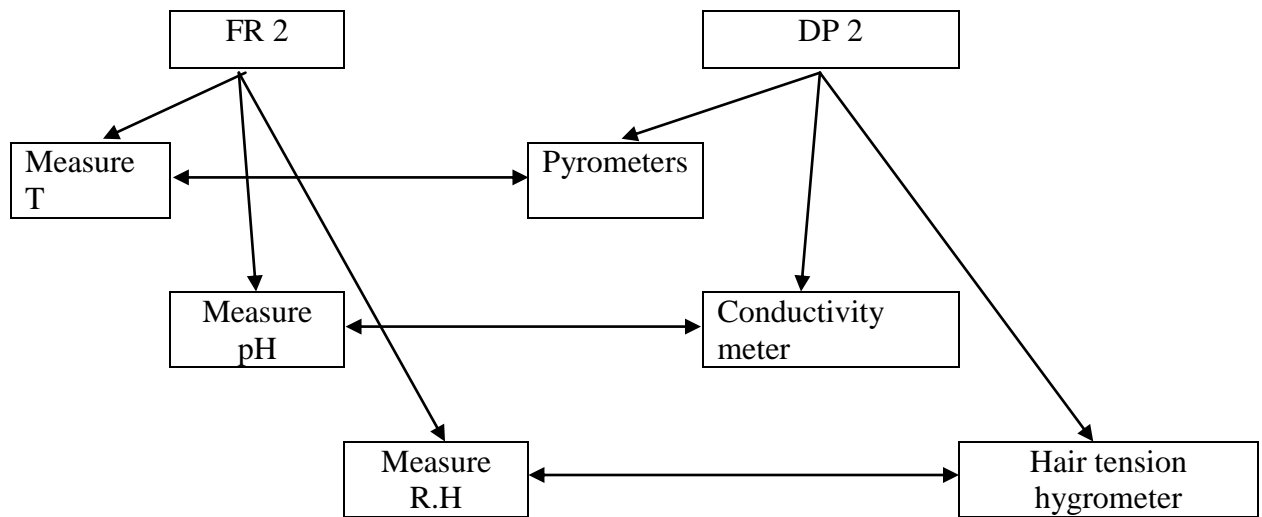 FR 2
DP 2
Measure
T
Pyrometers
Measure
pH
Conductivity
meter
Measure
R.H
Hair tension
hygrometer